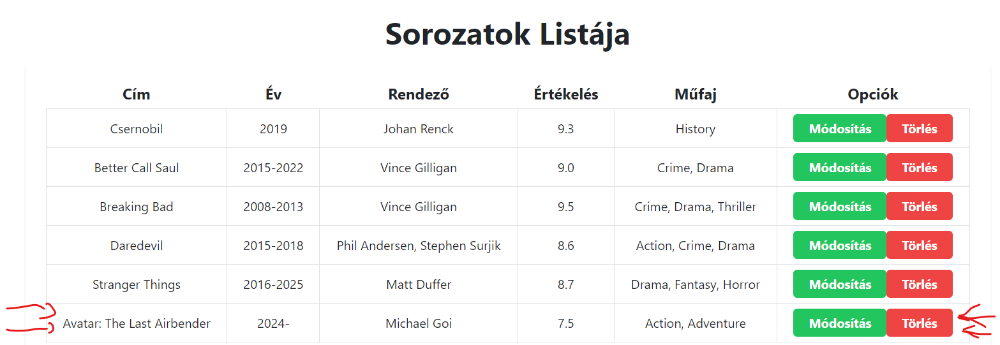 Sorozatok Listája
Cím Év Rendező Értékelés Műfaj Opciók
Csernobil 2019 Johan Renck 9.3 History Módosítás Törlés
Better Call Saul 2015-2022 Vince Gilligan 9.0 Crime, Drama Módosítás Törlés
Breaking Bad 2008-2013 Vince Gilligan 9.5 Crime, Drama, Thriller Módosítás Törlés
Daredevil 2015-2018 Phil Andersen, Stephen Surjik 8.6 Action, Crime, Drama Módosítás Törlés
Stranger Things 2016-2025 Matt Duffer 8.7 Drama, Fantasy, Horror Módosítás Törlés
Avatar: The Last Airbender 2024- Michael Goi 7.5 Action, Adventure Módosítás Törlés